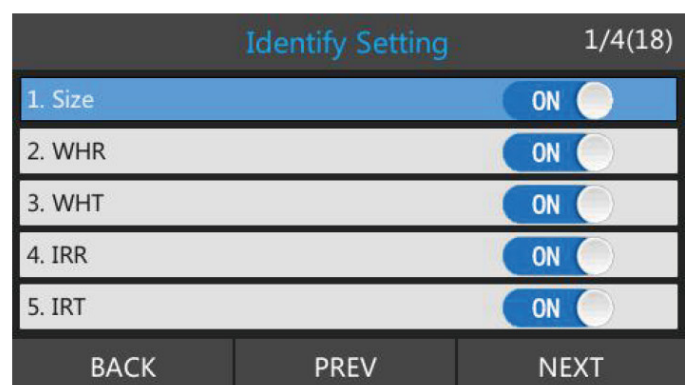 Identify Setting 1/4(18)
1. Size ON
2. WHR ON
3. WHT ON
4. IRR ON
5. IRT ON
BACK PREV NEXT